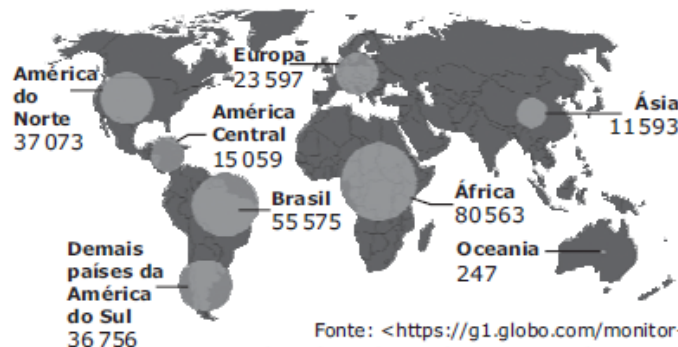 Europa
23 597
América
do
Norte
37 073
América
Central
15 059
Ásia
11 593
Brasil
55 575
África
80 563
Oceania
247
Demais
países da
América
do Sul
36 756
Fonte: <https://g1.globo.com/monitor-